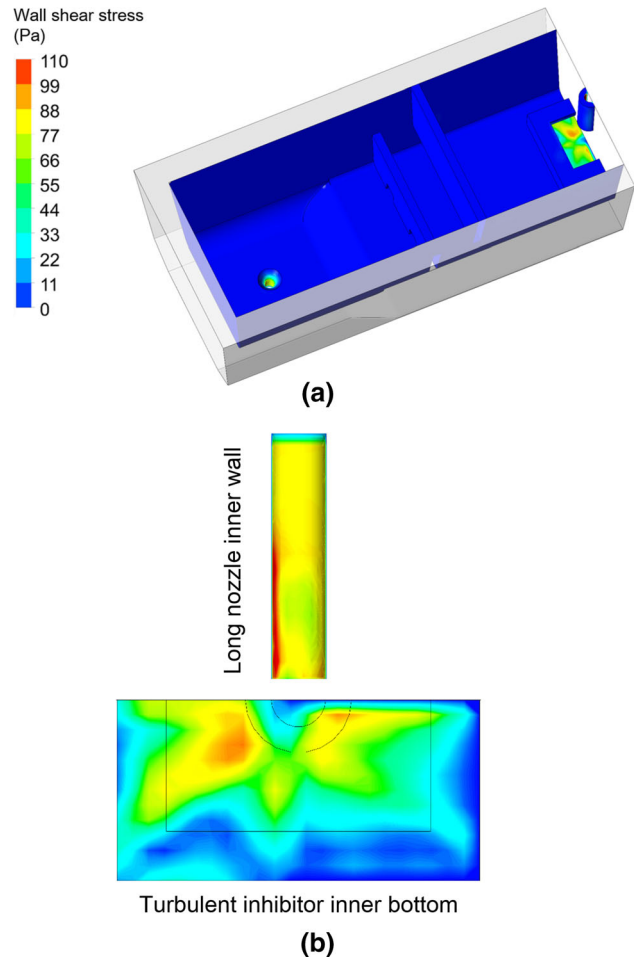 Wall shear stress
(Pa)
110
99
88
77
66
55
44
33
22
11
0
(a)
Long nozzle inner wall
Turbulent inhibitor inner bottom
(b)